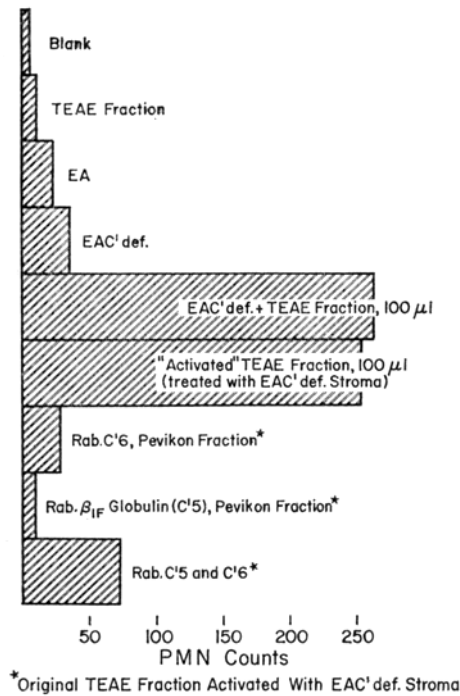 Blank
TEAE Fraction
EA
EAC' def.
EAC' def. + TEAE Fraction, 100 μl
"Activated" TEAE Fraction, 100 μl
(treated with EAC' def. Stroma)
Rab. C'6, Pevikon Fraction*
Rab. β1F Globulin (C'5), Pevikon Fraction*
Rab. C'5 and C'6*
50 100 150 200 250
PMN Counts
*Original TEAE Fraction Activated With EAC' def. Stroma